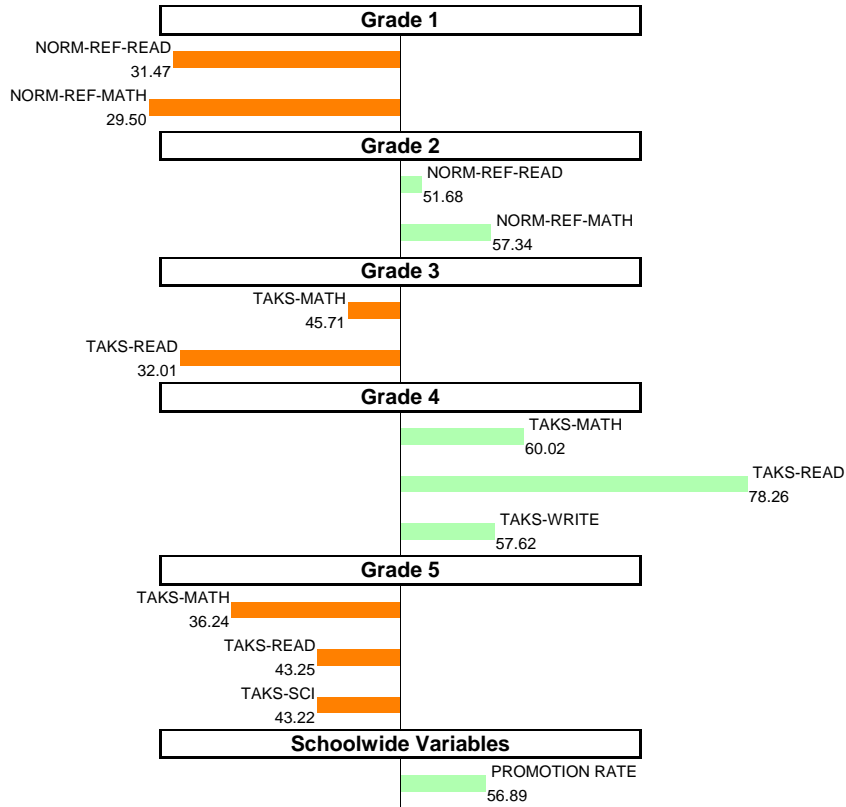 Grade 1
NORM-REF-READ
31.47
NORM-REF-MATH
29.50
Grade 2
NORM-REF-READ
51.68
NORM-REF-MATH
57.34
Grade 3
TAKS-MATH
45.71
TAKS-READ
32.01
Grade 4
TAKS-MATH
60.02
TAKS-READ
78.26
TAKS-WRITE
57.62
Grade 5
TAKS-MATH
36.24
TAKS-READ
43.25
TAKS-SCI
43.22
Schoolwide Variables
PROMOTION RATE
56.89